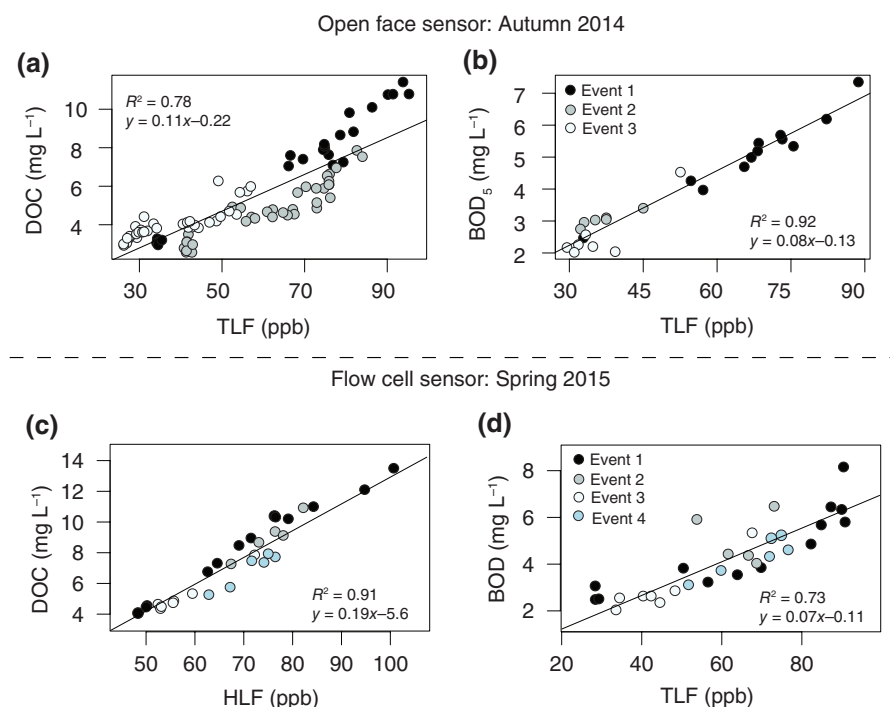 Open face sensor: Autumn 2014
(a)
R² = 0.78
y = 0.11x–0.22
DOC (mg L⁻¹)
10
8
6
4
30 50 70 90
TLF (ppb)
(b)
Event 1
Event 2
Event 3
BOD₅ (mg L⁻¹)
7
6
5
4
3
2
R² = 0.92
y = 0.08x–0.13
30 45 60 75 90
TLF (ppb)
Flow cell sensor: Spring 2015
(c)
DOC (mg L⁻¹)
14
12
10
8
6
4
R² = 0.91
y = 0.19x–5.6
50 60 70 80 90 100
HLF (ppb)
(d)
Event 1
Event 2
Event 3
Event 4
BOD (mg L⁻¹)
8
6
4
2
R² = 0.73
y = 0.07x–0.11
20 40 60 80
TLF (ppb)